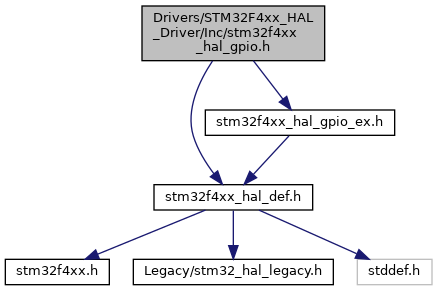 Drivers/STM32F4xx_HAL
_Driver/Inc/stm32f4xx
_hal_gpio.h
stm32f4xx_hal_gpio_ex.h
stm32f4xx_hal_def.h
stm32f4xx.h
Legacy/stm32_hal_legacy.h
stddef.h